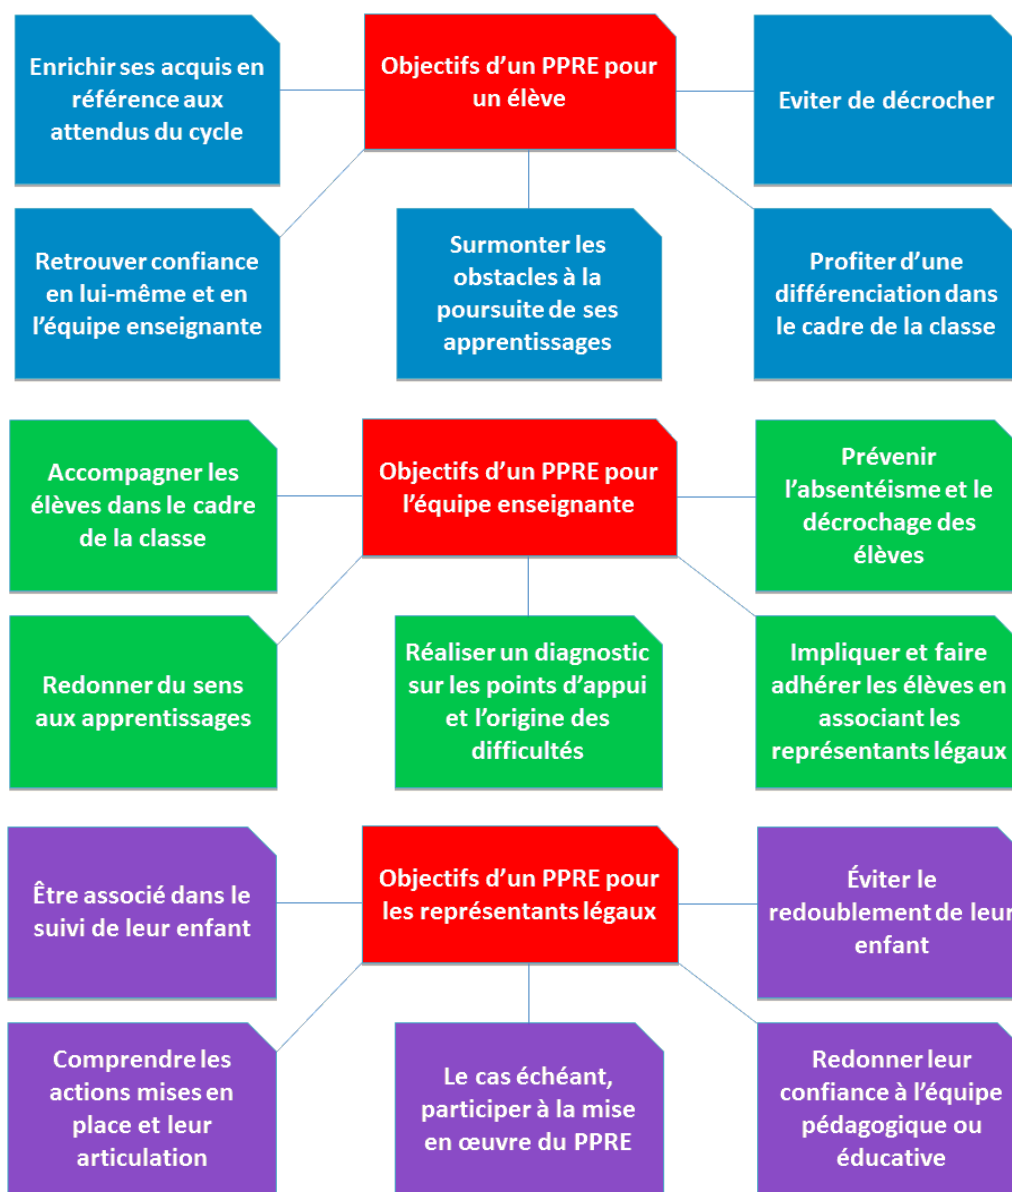 Enrichir ses acquis en
référence aux
attendus du cycle
Objectifs d'un PPRE pour
un élève
Eviter de décrocher
Retrouver confiance
en lui-même et en
l'équipe enseignante
Surmonter les
obstacles à la
poursuite de ses
apprentissages
Profiter d'une
différenciation dans
le cadre de la classe
Accompagner les
élèves dans le cadre
de la classe
Objectifs d'un PPRE pour
l'équipe enseignante
Prévenir
l'absentéisme et le
décrochage des
élèves
Redonner du sens
aux apprentissages
Réaliser un diagnostic
sur les points d'appui
et l'origine des
difficultés
Impliquer et faire
adhérer les élèves en
associant les
représentants légaux
Être associé dans le
suivi de leur enfant
Objectifs d'un PPRE pour
les représentants légaux
Éviter le
redoublement de leur
enfant
Comprendre les
actions mises en
place et leur
articulation
Le cas échéant,
participer à la mise
en œuvre du PPRE
Redonner leur
confiance à l'équipe
pédagogique ou
éducative